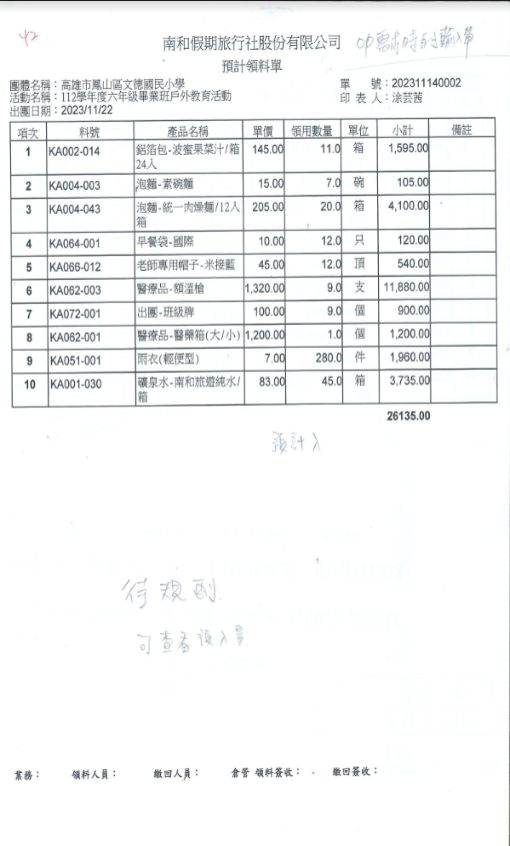 42
南和假期旅行社股份有限公司
預計領料單
團體名稱：高雄市鳳山區文德國民小學
單 號：202311140002
活動名稱：112學年度六年級畢業班戶外教育活動
印 表 人：涂芸茜
出團日期：2023/11/22
項次 料號 產品名稱 單價 領用數量 單位 小計 備註
1 KA002-014 鋁箔包-波蜜果菜汁/箱 145.00 11.0 箱 1,595.00
24入
2 KA004-003 泡麵-素碗麵 15.00 7.0 碗 105.00
3 KA004-043 泡麵-統一肉燥麵/12入 205.00 20.0 箱 4,100.00
箱
4 KA064-001 早餐袋-國際 10.00 12.0 只 120.00
5 KA066-012 老師專用帽子-米接藍 45.00 12.0 頂 540.00
6 KA062-003 醫療品-額溫槍 1,320.00 9.0 支 11,880.00
7 KA072-001 出團-班級牌 100.00 9.0 個 900.00
8 KA062-001 醫療品-醫藥箱(大/小) 1,200.00 1.0 個 1,200.00
9 KA051-001 雨衣(輕便型) 7.00 280.0 件 1,960.00
10 KA001-030 礦泉水-南和旅遊純水/ 83.00 45.0 箱 3,735.00
箱
26135.00
預計入
待規劃
可查看預入單
業務： 領料人員： 繳回人員： 倉管 領料簽收： 繳回簽收：